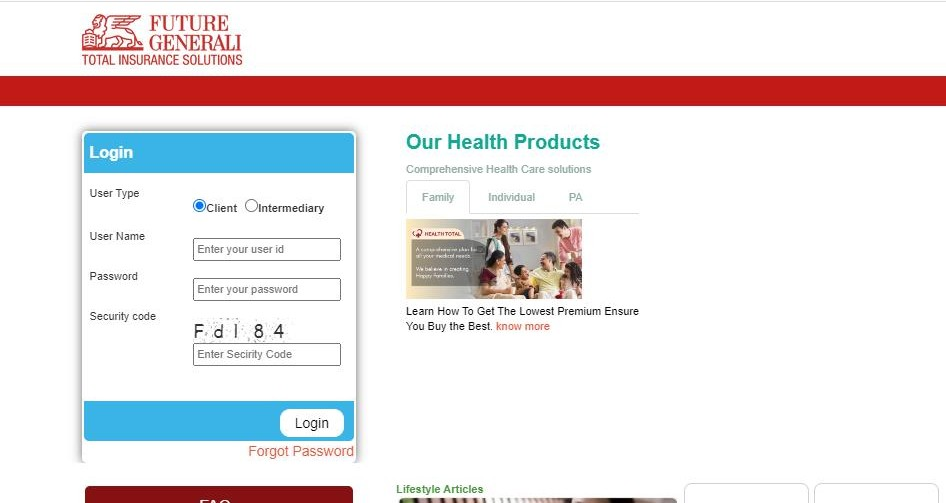 FUTURE
GENERALI
TOTAL INSURANCE SOLUTIONS
Login
User Type
Client
Intermediary
User Name
Enter your user id
Password
Enter your password
Security code
F d l 8 4
Enter Secirity Code
Login
Forgot Password
Our Health Products
Comprehensive Health Care solutions
Family
Individual
PA
HEALTH TOTAL
A comprehensive plan for
all your medical needs.
We believe in creating
Happy Families.
Learn How To Get The Lowest Premium Ensure
You Buy the Best. know more
FAQ
Lifestyle Articles